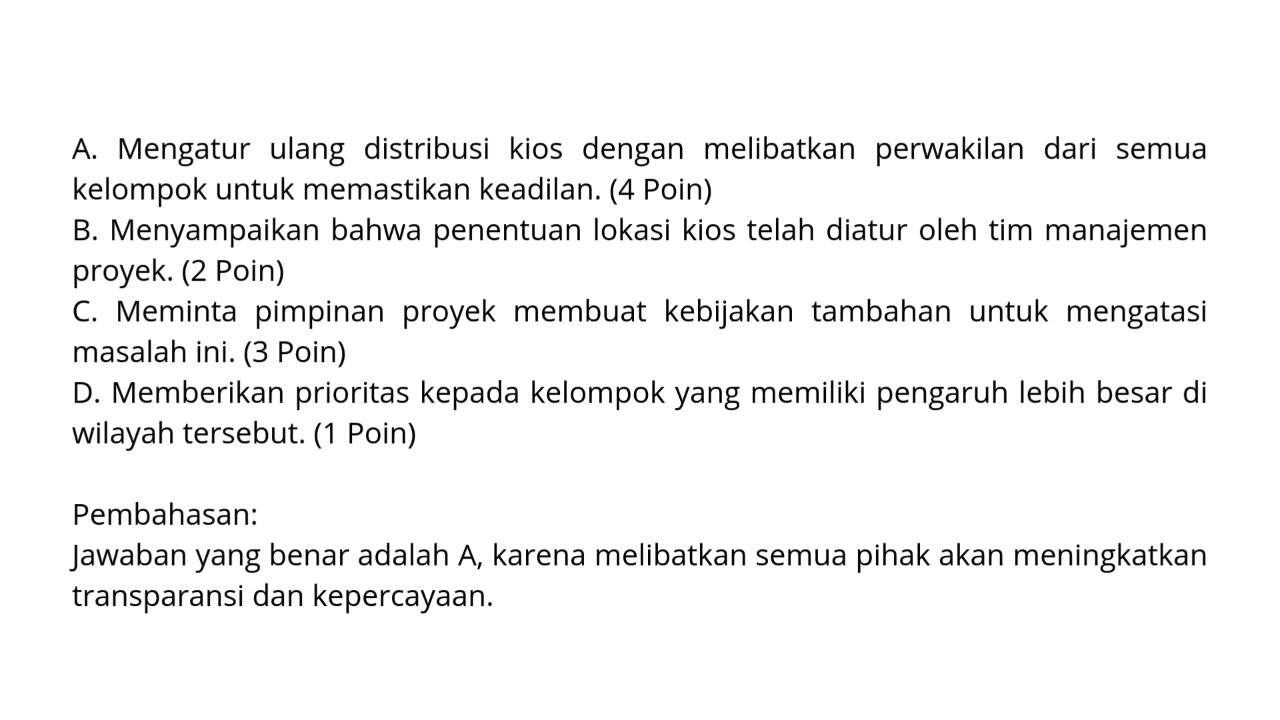 A. Mengatur ulang distribusi kios dengan melibatkan perwakilan dari semua
kelompok untuk memastikan keadilan. (4 Poin)
B. Menyampaikan bahwa penentuan lokasi kios telah diatur oleh tim manajemen
proyek. (2 Poin)
C. Meminta pimpinan proyek membuat kebijakan tambahan untuk mengatasi
masalah ini. (3 Poin)
D. Memberikan prioritas kepada kelompok yang memiliki pengaruh lebih besar di
wilayah tersebut. (1 Poin)
Pembahasan:
Jawaban yang benar adalah A, karena melibatkan semua pihak akan meningkatkan
transparansi dan kepercayaan.